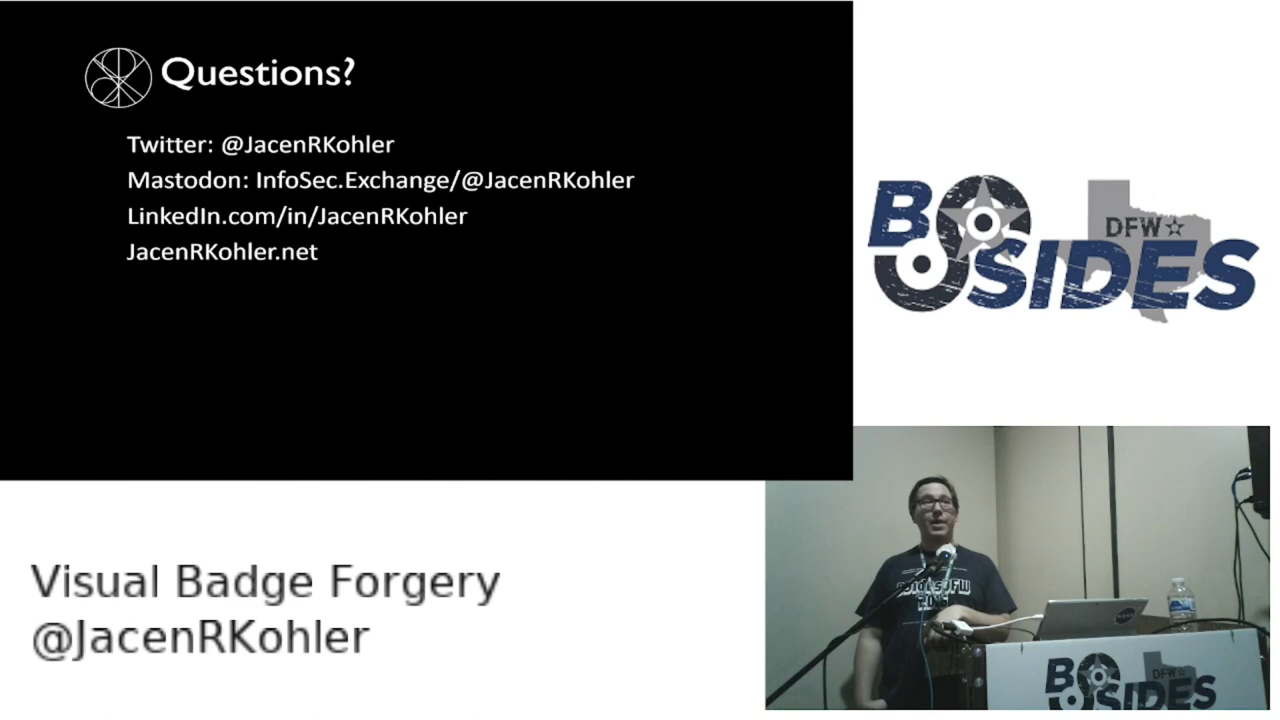 Questions?
Twitter: @JacenRKohler
Mastodon: InfoSec.Exchange/@JacenRKohler
LinkedIn.com/in/JacenRKohler
JacenRKohler.net
BSIDES
DFW
Visual Badge Forgery
@JacenRKohler
BSIDESDFW
BSIDES
DFW